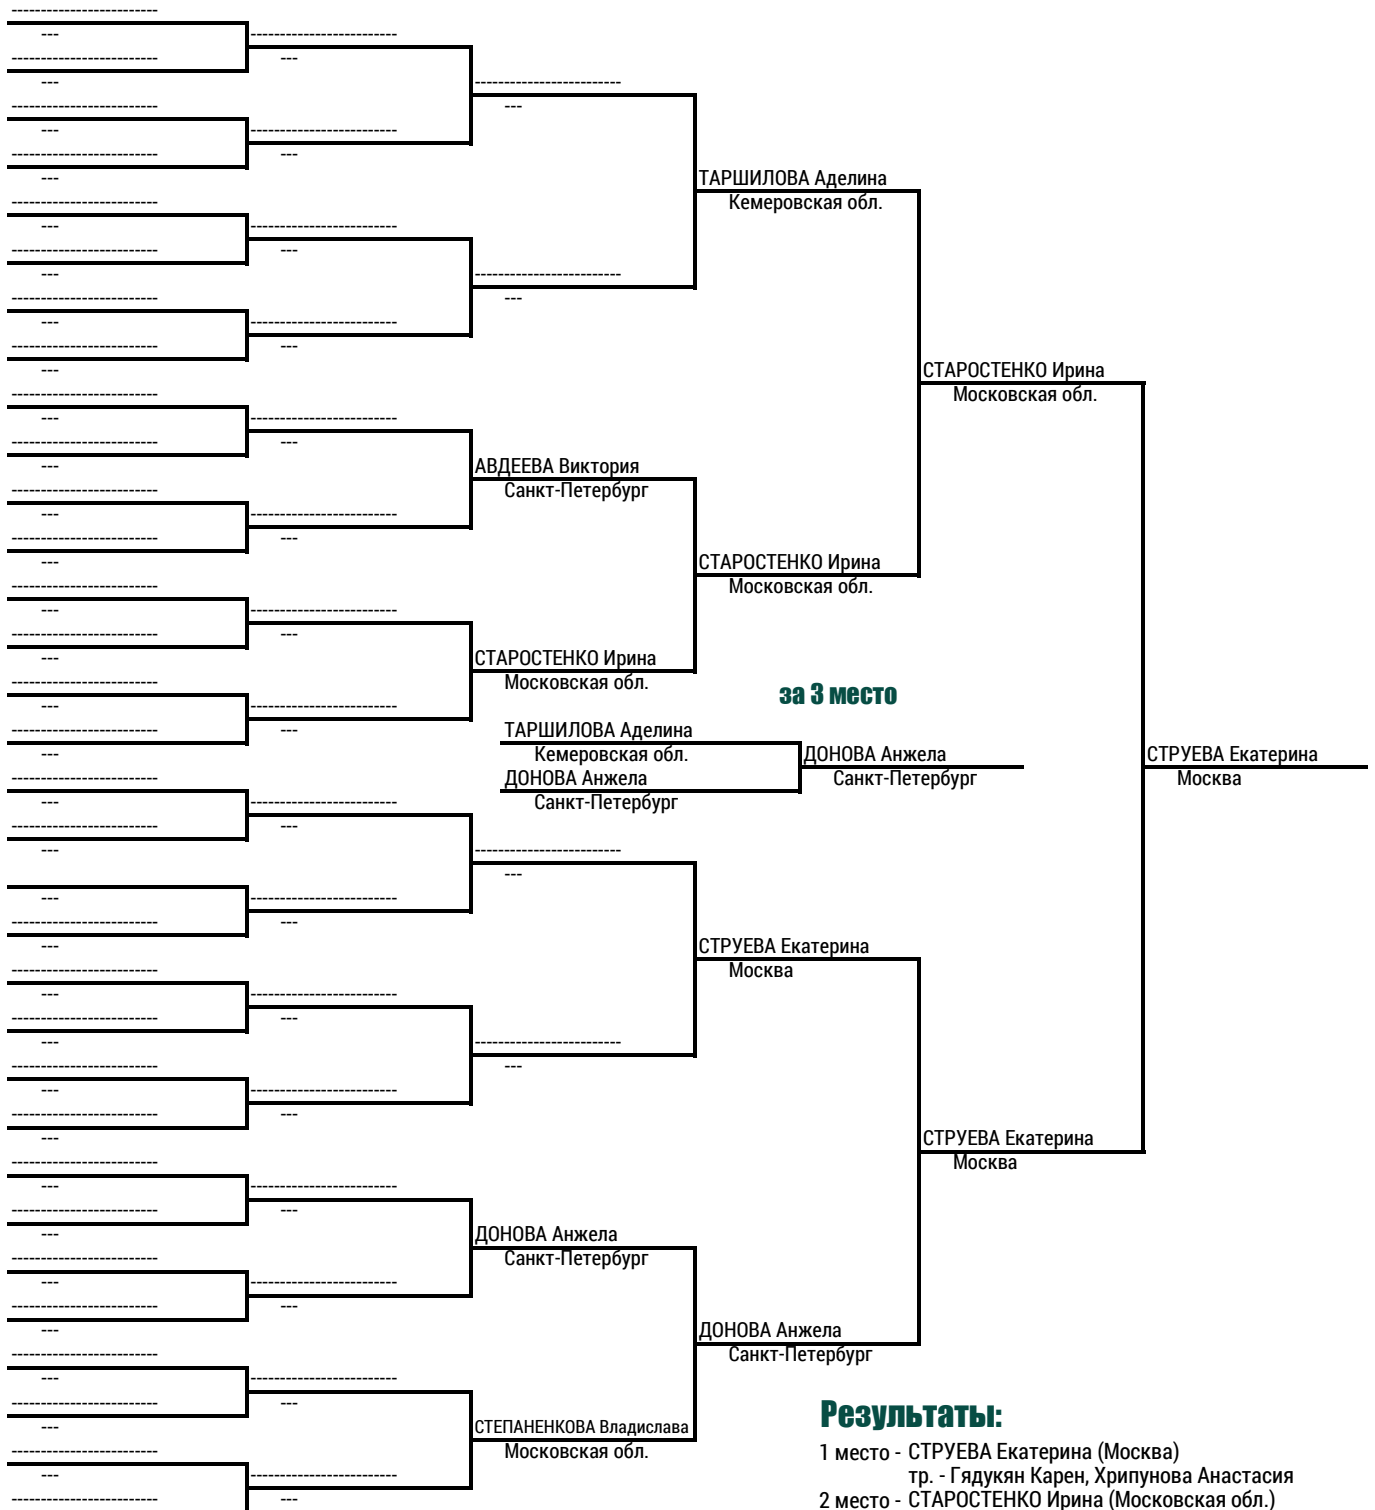 ТАРШИЛОВА Аделина
Кемеровская обл.
СТАРОСТЕНКО Ирина
Московская обл.
АВДЕЕВА Виктория
Санкт-Петербург
СТАРОСТЕНКО Ирина
Московская обл.
СТАРОСТЕНКО Ирина
Московская обл.
за 3 место
ТАРШИЛОВА Аделина
Кемеровская обл.
ДОНОВА Анжела
Санкт-Петербург
ДОНОВА Анжела
Санкт-Петербург
СТРУЕВА Екатерина
Москва
СТРУЕВА Екатерина
Москва
СТРУЕВА Екатерина
Москва
ДОНОВА Анжела
Санкт-Петербург
ДОНОВА Анжела
Санкт-Петербург
СТЕПАНЕНКОВА Владислава
Московская обл.
Результаты:
1 место - СТРУЕВА Екатерина (Москва)
тр. - Гядукян Карен, Хрипунова Анастасия
2 место - СТАРОСТЕНКО Ирина (Московская обл.)